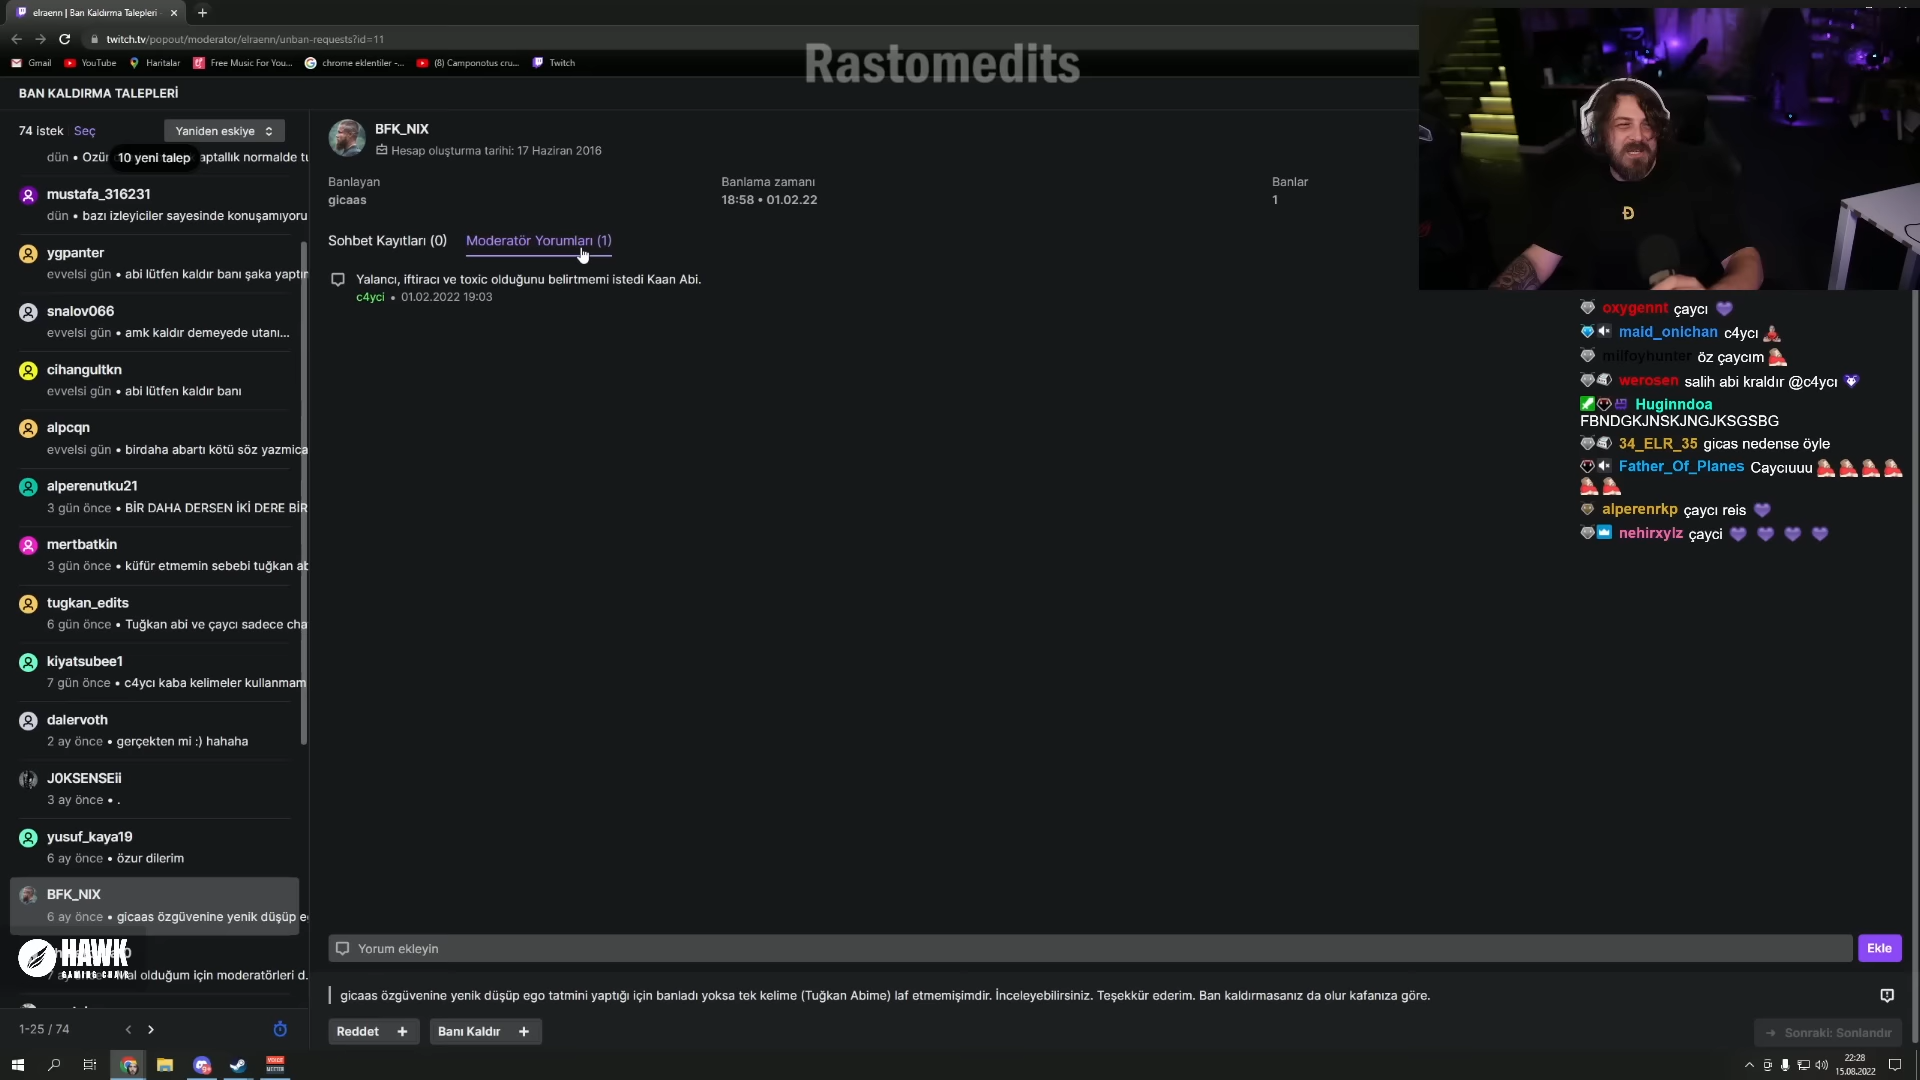 elraenn | Ban Kaldırma Talepleri
twitch.tv/popout/moderator/elraenn/unban-requests?id=11
Gmail
YouTube
Haritalar
Free Music For You...
chrome eklentiler -...
(8) Camponotus cru...
Twitch
Rastomedits
BAN KALDIRMA TALEPLERİ
74 istek Seç
Yaniden eskiye
dün • Özür
10 yeni talep
aptallık normalde tu
mustafa_316231
dün • bazı izleyiciler sayesinde konuşamıyoru
ygpanter
evvelsi gün • abi lütfen kaldır banı şaka yaptır
snalov066
evvelsi gün • amk kaldır demeyede utanı...
cihangultkn
evvelsi gün • abi lütfen kaldır banı
alpcqn
evvelsi gün • birdaha abartı kötü söz yazmica
alperenutku21
3 gün önce • BİR DAHA DERSEN İKİ DERE BİR
mertbatkin
3 gün önce • küfür etmemin sebebi tuğkan ab
tugkan_edits
6 gün önce • Tuğkan abi ve çaycı sadece cha
kiyatsubee1
7 gün önce • c4ycı kaba kelimeler kullanmam
dalervoth
2 ay önce • gerçekten mi :) hahaha
J0KSENSEii
3 ay önce • .
yusuf_kaya19
6 ay önce • özur dilerim
BFK_NIX
6 ay önce • gicaas özgüvenine yenik düşüp e
HAWK
GAMING CHAIR
olduğum için moderatörleri d.
1-25 / 74
BFK_NIX
Hesap oluşturma tarihi: 17 Haziran 2016
Banlayan
gicaas
Banlama zamanı
18:58 • 01.02.22
Banlar
1
Sohbet Kayıtları (0)
Moderatör Yorumları (1)
Yalancı, iftiracı ve toxic olduğunu belirtmemi istedi Kaan Abi.
c4yci • 01.02.2022 19:03
Yorum ekleyin
Ekle
gicaas özgüvenine yenik düşüp ego tatmini yaptığı için banladı yoksa tek kelime (Tuğkan Abime) laf etmemişimdir. İnceleyebilirsiniz. Teşekkür ederim. Ban kaldırmasanız da olur kafanıza göre.
Reddet +
Banı Kaldır +
Sonraki: Sonlandır
oxygennt çaycı
maid_onichan c4ycı
milfoyhunter öz çaycım
werosen salih abi kraldır @c4ycı
Huginndoa
FBNDGKJNSKJNGJKSGSBG
34_ELR_35 gicas nedense öyle
Father_Of_Planes Caycıuuu
alperenrkp çaycı reis
nehirxylz çayci
VOICE
MEETER
22:28
15.08.2022